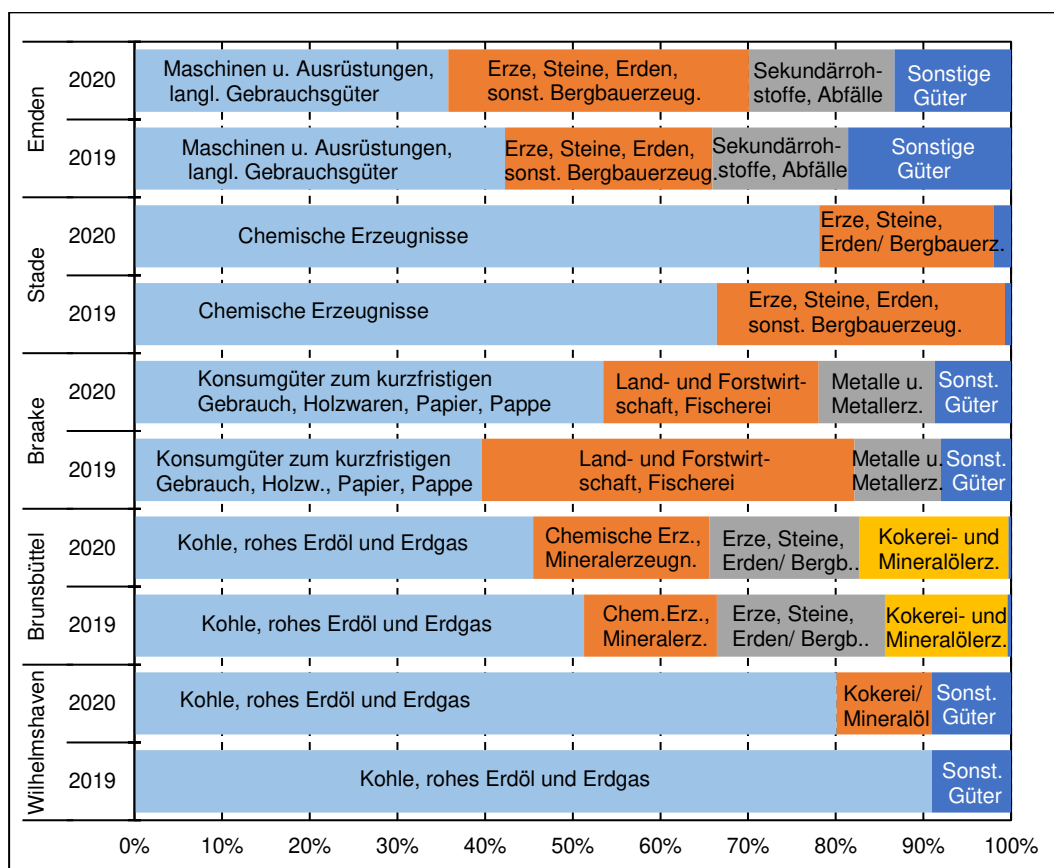 Emden
2020
Maschinen u. Ausrüstungen,
langl. Gebrauchsgüter
Erze, Steine, Erden,
sonst. Bergbauerzeug.
Sekundärroh-
stoffe, Abfälle
Sonstige
Güter
2019
Maschinen u. Ausrüstungen,
langl. Gebrauchsgüter
Erze, Steine, Erden,
sonst. Bergbauerzeug.
Sekundärroh-
stoffe, Abfälle
Sonstige
Güter
Stade
2020
Chemische Erzeugnisse
Erze, Steine,
Erden/ Bergbauerz.
2019
Chemische Erzeugnisse
Erze, Steine, Erden,
sonst. Bergbauerzeug.
Braake
2020
Konsumgüter zum kurzfristigen
Gebrauch, Holzwaren, Papier, Pappe
Land- und Forstwirt-
schaft, Fischerei
Metalle u.
Metallerz.
Sonst.
Güter
2019
Konsumgüter zum kurzfristigen
Gebrauch, Holzw., Papier, Pappe
Land- und Forstwirt-
schaft, Fischerei
Metalle u.
Metallerz.
Sonst.
Güter
Brunsbüttel
2020
Kohle, rohes Erdöl und Erdgas
Chemische Erz.,
Mineralerzeugn.
Erze, Steine,
Erden/ Bergb..
Kokerei- und
Mineralölerz.
2019
Kohle, rohes Erdöl und Erdgas
Chem.Erz.,
Mineralerz.
Erze, Steine,
Erden/ Bergb..
Kokerei- und
Mineralölerz.
Wilhelmshaven
2020
Kohle, rohes Erdöl und Erdgas
Kokerei/
Mineralöl
Sonst.
Güter
2019
Kohle, rohes Erdöl und Erdgas
Sonst.
Güter
0% 10% 20% 30% 40% 50% 60% 70% 80% 90% 100%